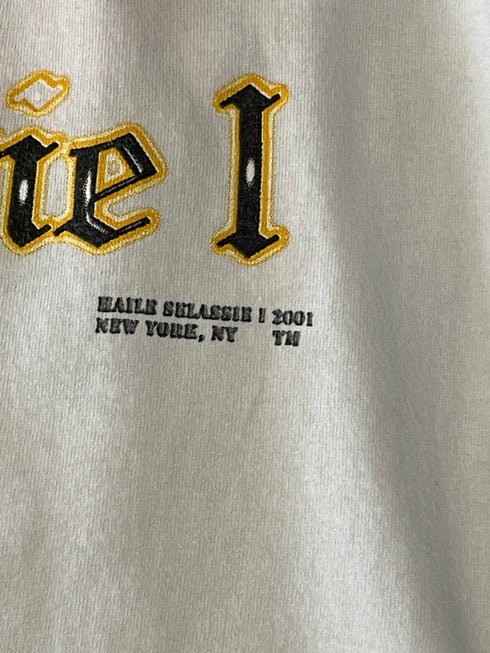 ie I
HAILE SELASSIE I 2001
NEW YORK, NY TM